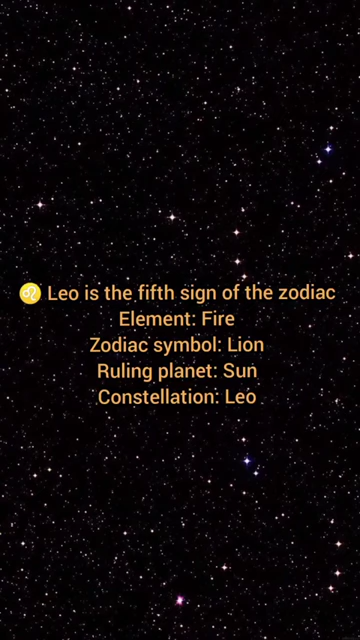 ♌ Leo is the fifth sign of the zodiac
Element: Fire
Zodiac symbol: Lion
Ruling planet: Sun
Constellation: Leo